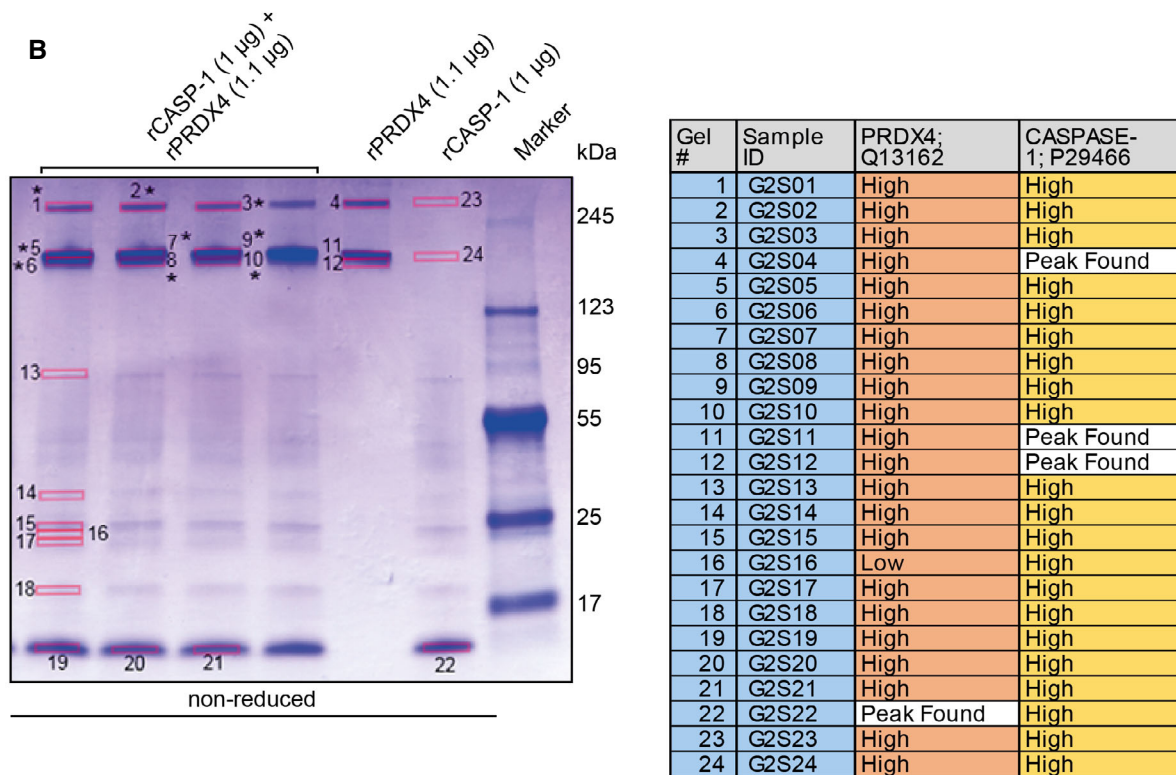 B
rCASP-1 (1 µg) +
rPRDX4 (1.1 µg)
rPRDX4 (1.1 µg)
rCASP-1 (1 µg)
Marker
kDa
* 1 2* 3* 4 23
245
*5 7* 9* 11 24
*6 8* 10* 12
123
13
95
55
14
15 16
25
17
18
17
19 20 21 22
non-reduced
Gel # Sample ID PRDX4; Q13162 CASPASE-1; P29466
1 G2S01 High High
2 G2S02 High High
3 G2S03 High High
4 G2S04 High Peak Found
5 G2S05 High High
6 G2S06 High High
7 G2S07 High High
8 G2S08 High High
9 G2S09 High High
10 G2S10 High High
11 G2S11 High Peak Found
12 G2S12 High Peak Found
13 G2S13 High High
14 G2S14 High High
15 G2S15 High High
16 G2S16 Low High
17 G2S17 High High
18 G2S18 High High
19 G2S19 High High
20 G2S20 High High
21 G2S21 High High
22 G2S22 Peak Found High
23 G2S23 High High
24 G2S24 High High